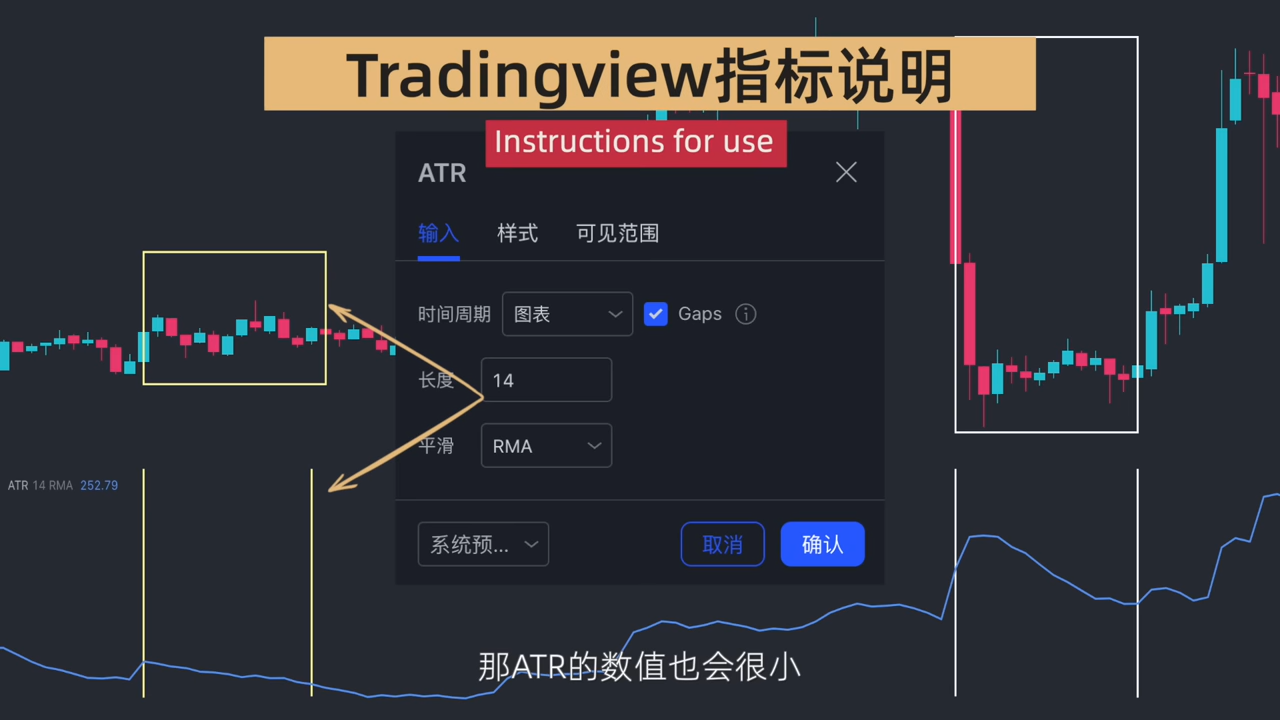 Tradingview指标说明
Instructions for use
ATR
输入 样式 可见范围
时间周期 图表 Gaps
长度 14
平滑 RMA
ATR 14 RMA 252.79
系统预... 取消 确认
那ATR的数值也会很小